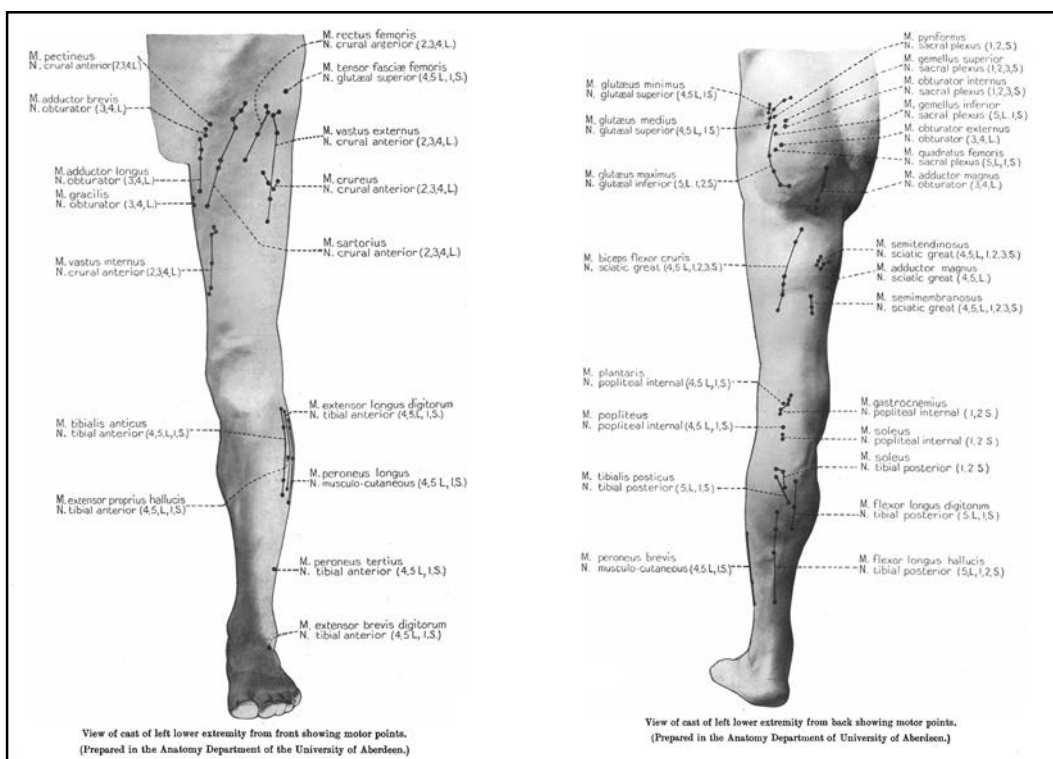 M. rectus femoris
N. crural anterior (2,3,4, L.)
M. pectineus
N. crural anterior (2,3,4 L)
M. tensor fasciæ femoris
N. glutæal superior (4,5 L, 1, S.)
M. adductor brevis
N. obturator (3,4, L.)
M. vastus externus
N. crural anterior (2,3,4, L.)
M. adductor longus
N. obturator (3,4, L.)
M. crureus
N. crural anterior (2,3,4, L.)
M. gracilis
N. obturator (3,4, L.)
M. sartorius
N. crural anterior (2,3,4, L.)
M. vastus internus
N. crural anterior (2,3,4, L.)
M. extensor longus digitorum
N. tibial anterior (4,5 L, 1, S.)
M. tibialis anticus
N. tibial anterior (4,5, L, 1, S.)
M. peroneus longus
N. musculo-cutaneous (4,5 L, 1, S.)
M. extensor proprius hallucis
N. tibial anterior (4,5, L, 1, S.)
M. peroneus tertius
N. tibial anterior (4,5 L, 1, S.)
M. extensor brevis digitorum
N. tibial anterior (4,5 L, 1, S.)
View of cast of left lower extremity from front showing motor points.
(Prepared in the Anatomy Department of the University of Aberdeen.)
M. pyriformis
N. sacral plexus (1, 2, S.)
M. gemellus superior
N. sacral plexus (1, 2, 3, S.)
M. obturator internus
N. sacral plexus (1, 2, 3, S.)
M. glutæus minimus
N. glutæal superior (4,5 L, 1 S.)
M. gemellus inferior
N. sacral plexus (5, L. 1, S.)
M. glutæus medius
N. glutæal superior (4,5 L, 1 S.)
M. obturator externus
N. obturator (3,4, L.)
M. quadratus femoris
N. sacral plexus (5, L, 1, S.)
M. glutæus maximus
N. glutæal inferior (5, L. 1, 2, S.)
M. adductor magnus
N. obturator (3,4, L.)
M. biceps flexor cruris
N. sciatic great (4,5 L, 1,2,3, S.)
M. semitendinosus
N. sciatic great (4,5, L, 1, 2, 3, S.)
M. adductor magnus
N. sciatic great (4,5, L.)
M. semimembranosus
N. sciatic great (4,5, L, 1, 2,3, S.)
M. plantaris
N. popliteal internal (4,5 L, 1, S.)
M. gastrocnemius
N. popliteal internal (1, 2 S.)
M. popliteus
N. popliteal internal (4,5 L, 1, S.)
M. soleus
N. popliteal internal (1, 2 S.)
M. soleus
N. tibial posterior (1, 2 S.)
M. tibialis posticus
N. tibial posterior (5, L, 1, S.)
M. flexor longus digitorum
N. tibial posterior (5, L, 1, S.)
M. peroneus brevis
N. musculo-cutaneous (4,5 L, 1, S.)
M. flexor longus hallucis
N. tibial posterior (5, L, 1, 2, S.)
View of cast of left lower extremity from back showing motor points.
(Prepared in the Anatomy Department of University of Aberdeen.)